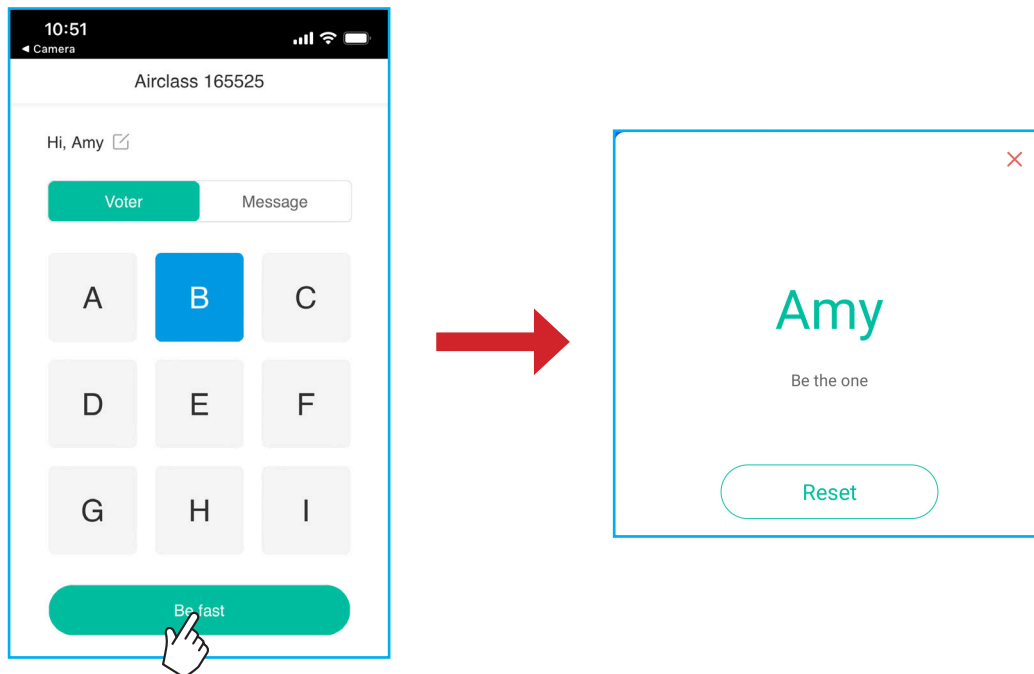 10:51
◀ Camera
Airclass 165525
Hi, Amy
Voter Message
A B C
D E F
G H I
Be fast
Amy
Be the one
Reset